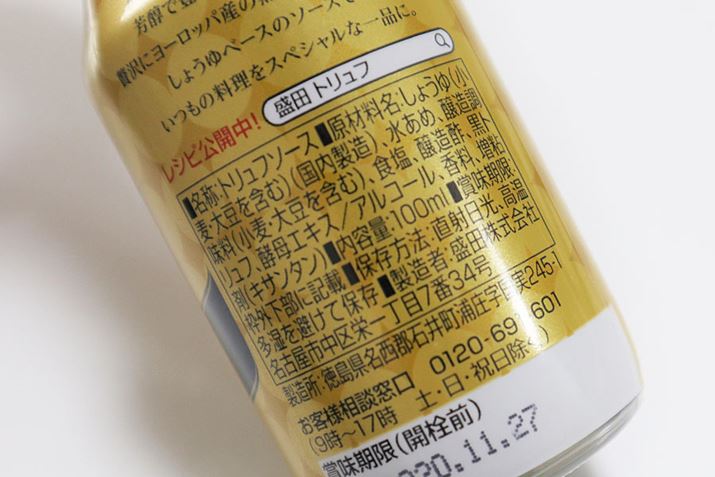 芳醇で
贅沢にヨーロッパ産の
しょうゆベースのソースで
いつもの料理をスペシャルな一品に。
レシピ公開中! 盛田 トリュフ
■名称:トリュフソース■原材料名:しょうゆ(小
麦・大豆を含む)(国内製造)、水あめ、醸造調
味料(小麦・大豆を含む)、食塩、醸造酢、黒ト
リュフ、酵母エキス/アルコール、香料、増粘
剤(キサンタン)■内容量:100ml■賞味期限:
枠外下部に記載■保存方法:直射日光、高温
多湿を避けて保存■製造者:盛田株式会社
名古屋市中区栄一丁目7番34号
製造所:徳島県名西郡石井町浦庄字国実245-1
お客様相談窓口 0120-69 601
(9時~17時 土・日・祝日除く)
賞味期限(開栓前)
20.11.27